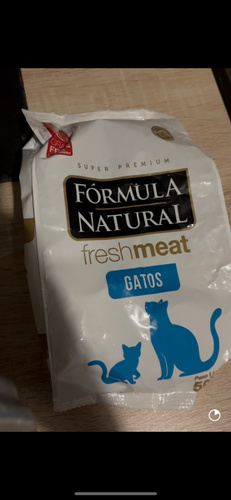 SUPER PREMIUM
FÓRMULA
NATURAL
freshmeat
GATOS